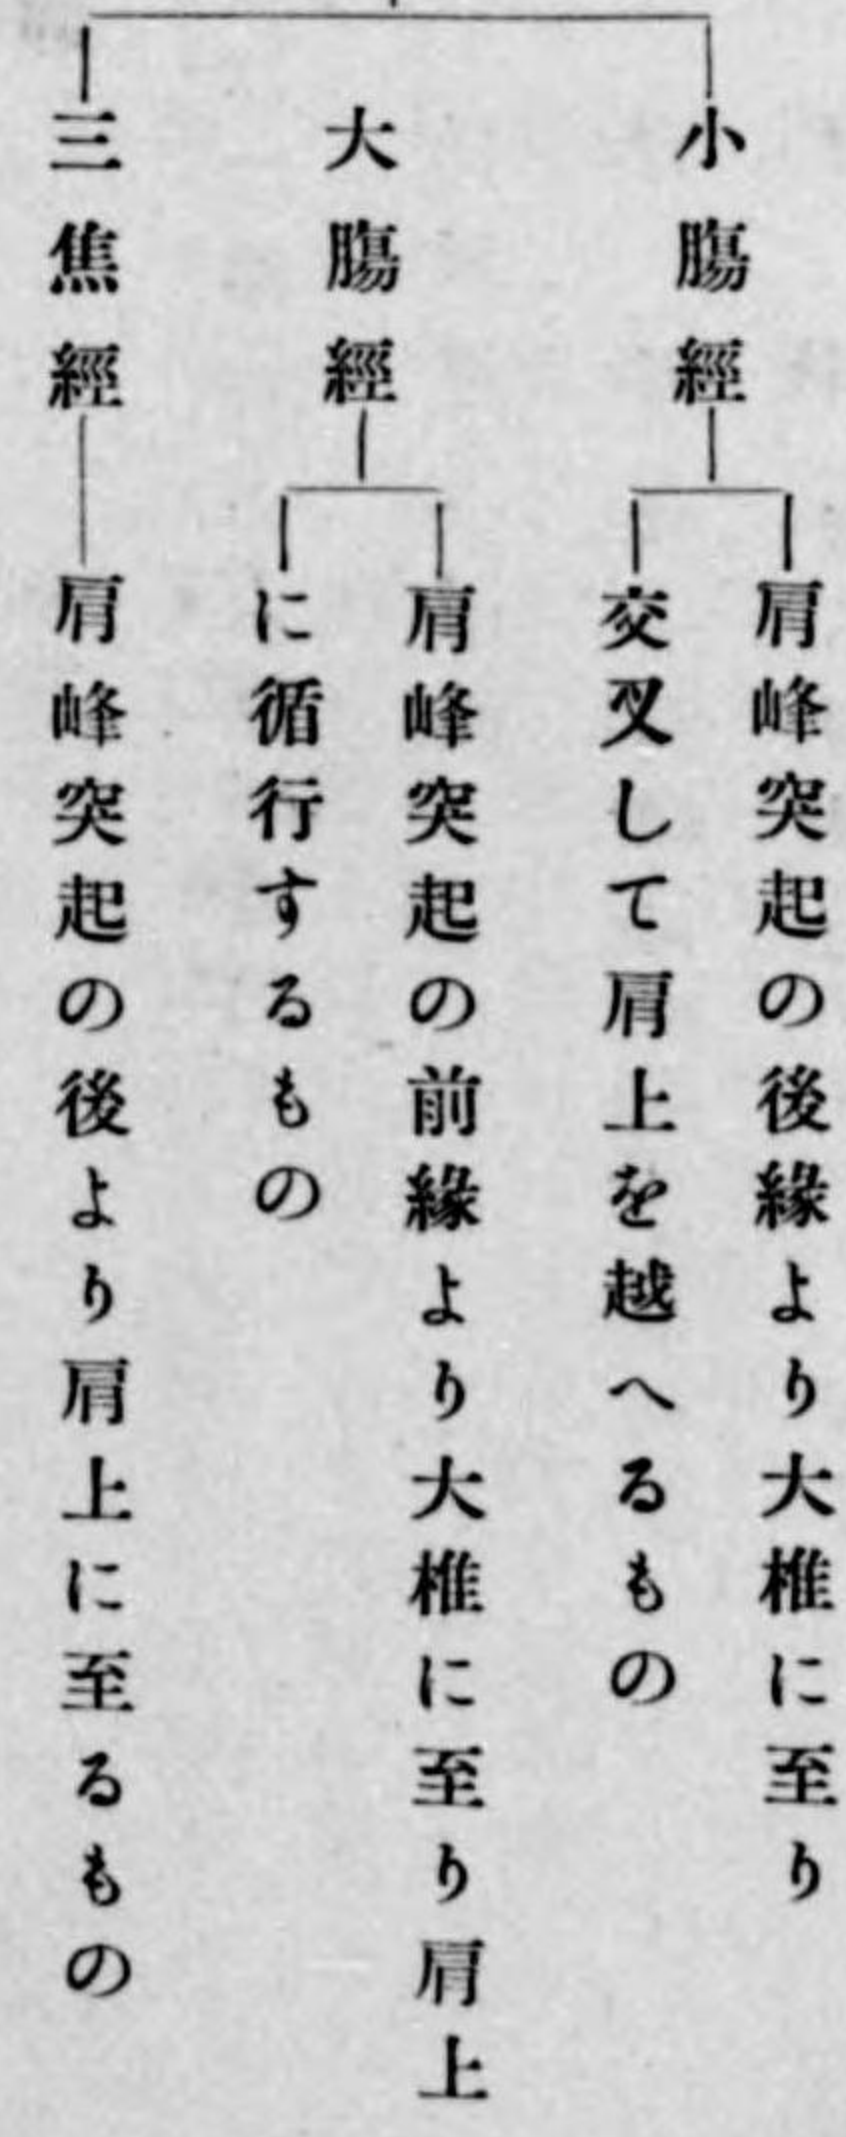 小腸經
肩峰突起の後緣より大椎に至り
交叉して肩上を越へるもの
大腸經
肩峰突起の前緣より大椎に至り肩上
に循行するもの
三焦經
肩峰突起の後より肩上に至るもの